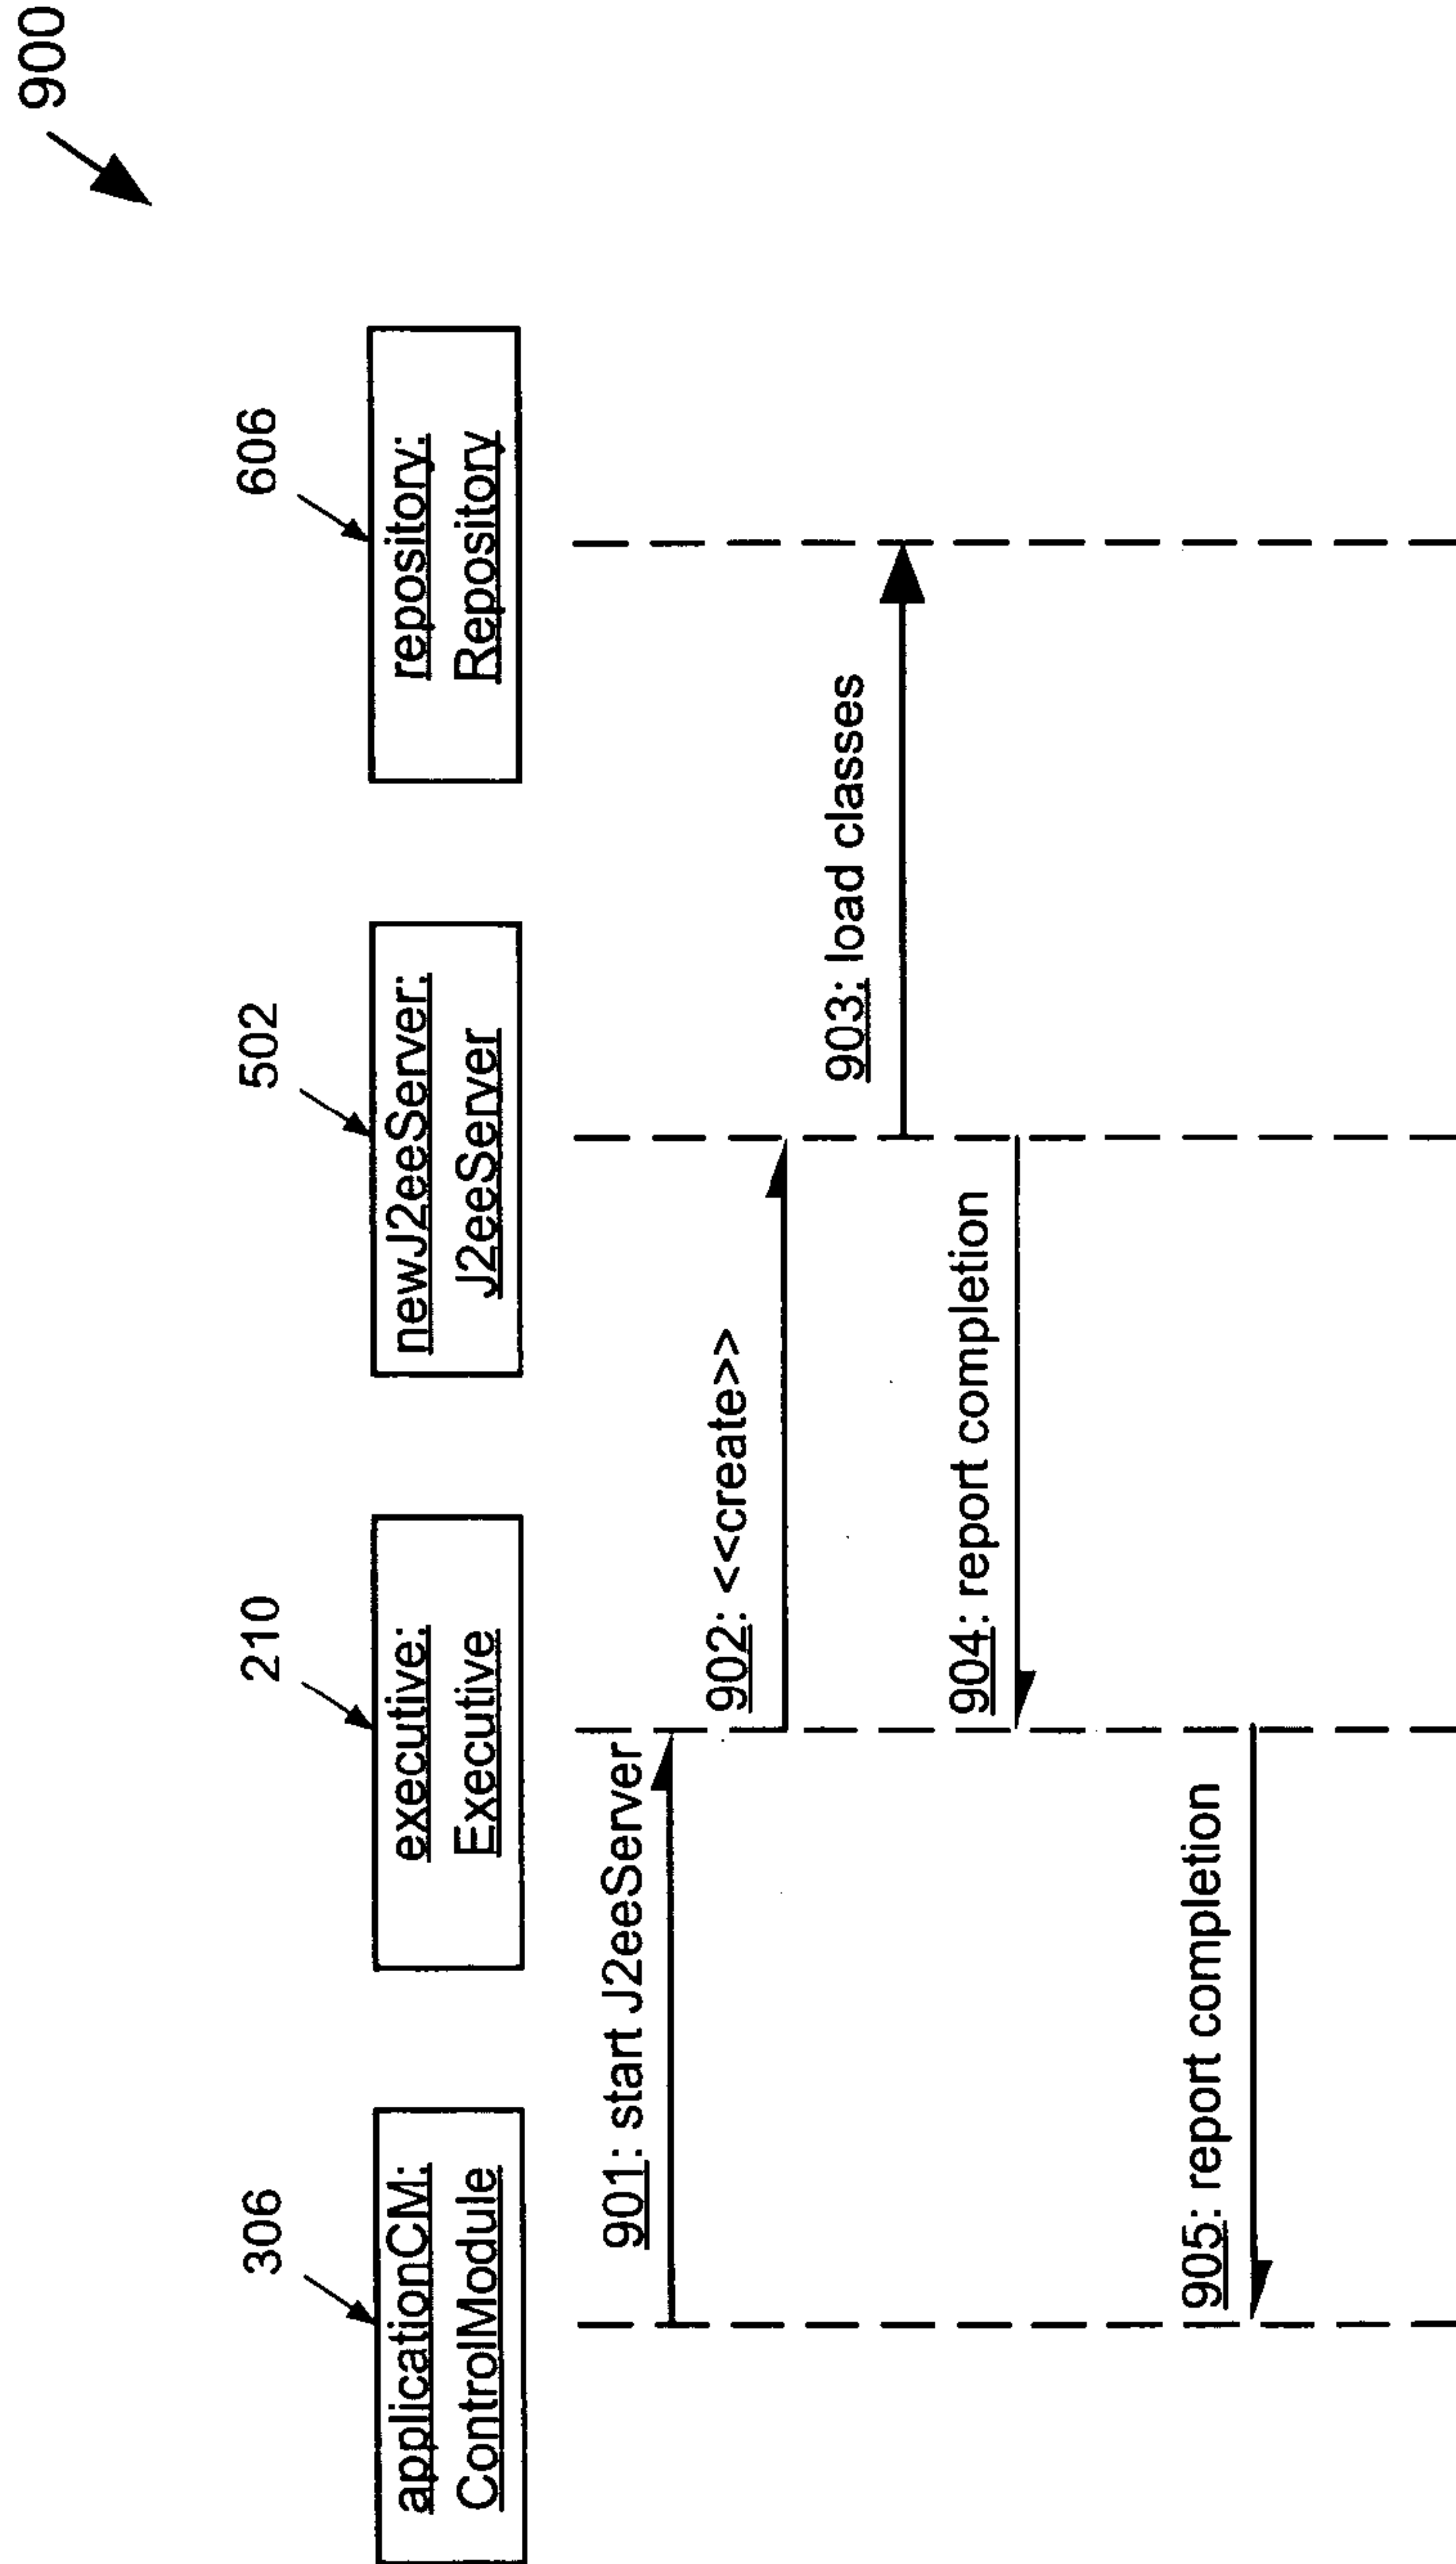 900
306
210
502
606
applicationCM:
ControlModule
executive:
Executive
newJ2eeServer:
J2eeServer
repository:
Repository
901: start J2eeServer
902: <<create>>
903: load classes
904: report completion
905: report completion